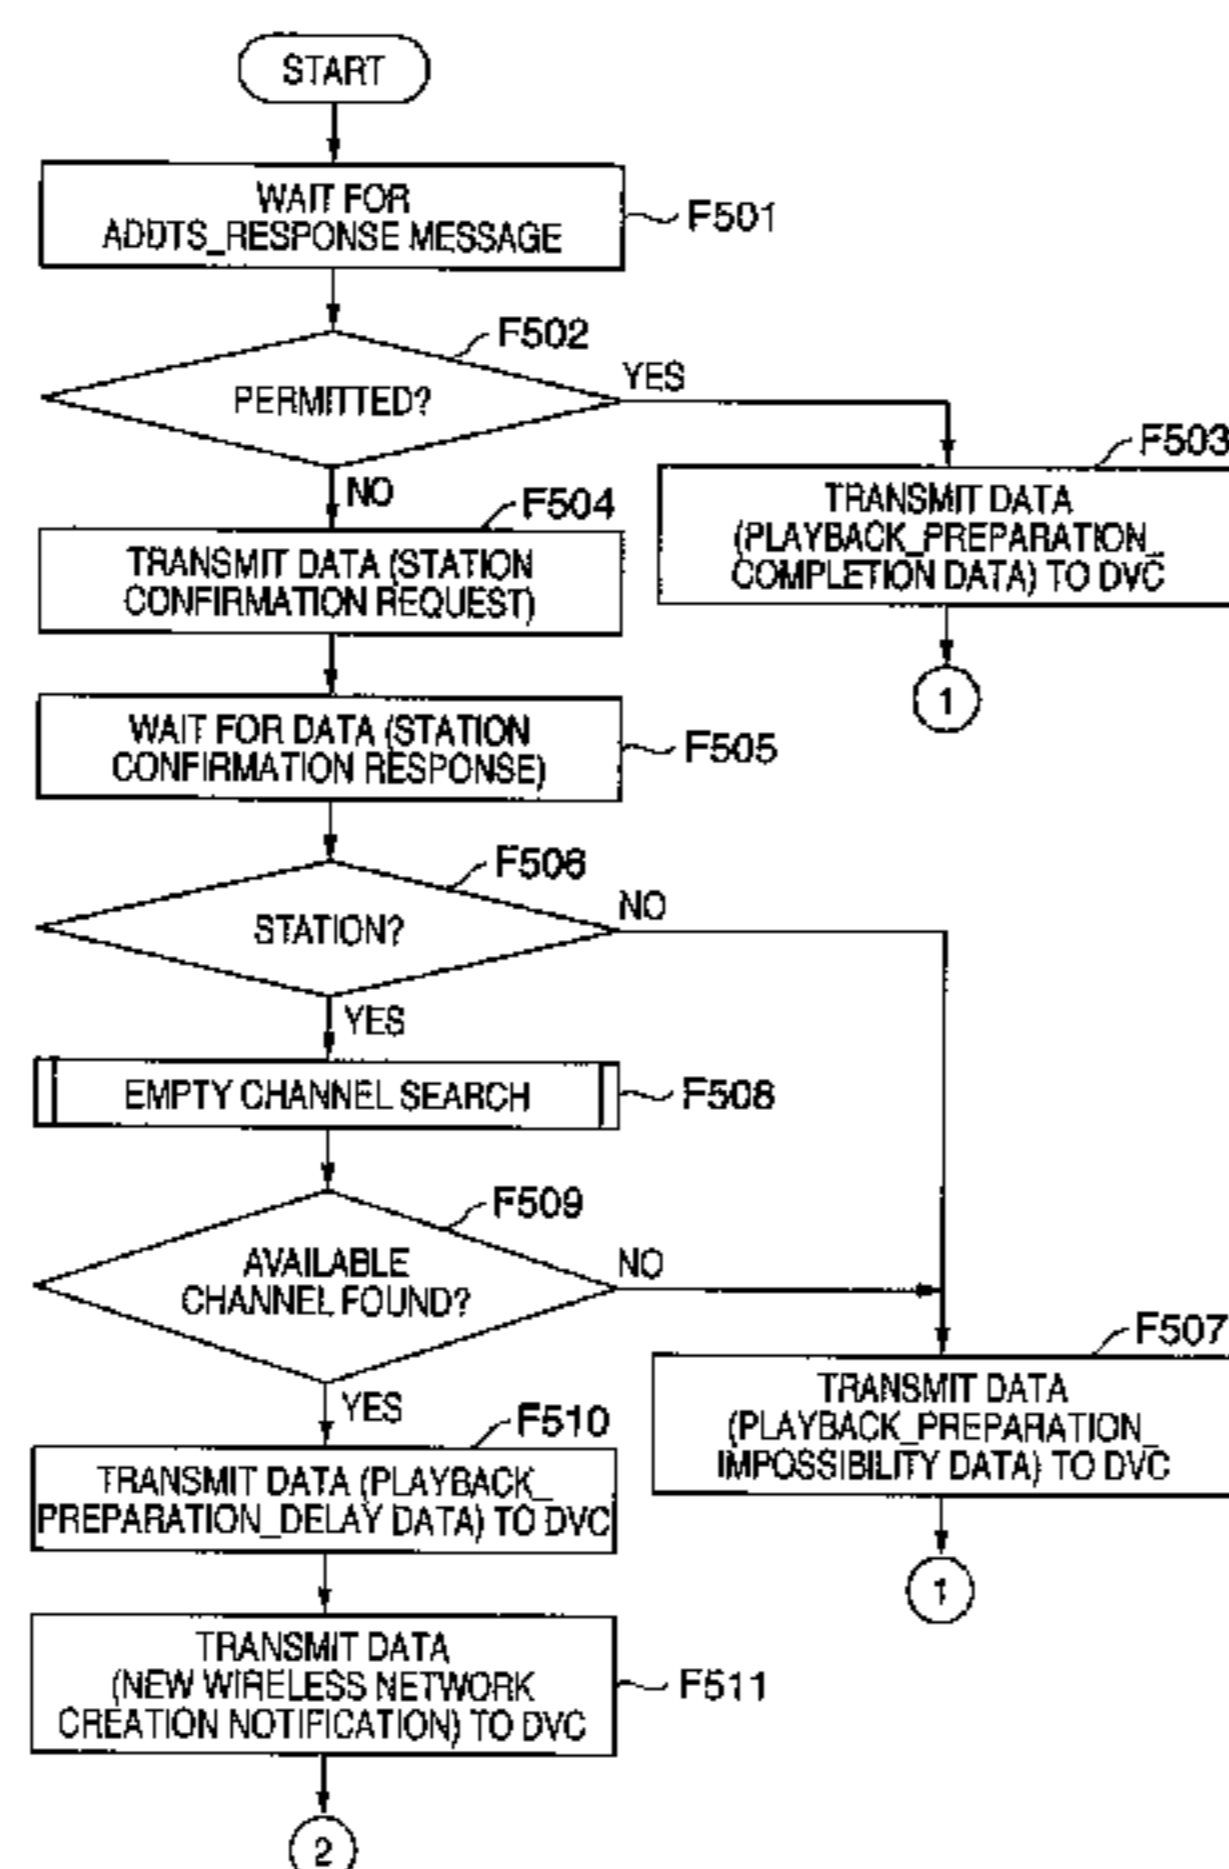 START
WAIT FOR
ADDTS_RESPONSE MESSAGE
F501
F502
PERMITTED?
YES
NO
F503
TRANSMIT DATA
(PLAYBACK_PREPARATION_
COMPLETION DATA) TO DVC
1
F504
TRANSMIT DATA (STATION
CONFIRMATION REQUEST)
WAIT FOR DATA (STATION
CONFIRMATION RESPONSE)
F505
F506
STATION?
NO
YES
EMPTY CHANNEL SEARCH
F508
F509
AVAILABLE
CHANNEL FOUND?
NO
YES
F507
TRANSMIT DATA
(PLAYBACK_PREPARATION_
IMPOSSIBILITY DATA) TO DVC
1
F510
TRANSMIT DATA (PLAYBACK_
PREPARATION_DELAY DATA) TO DVC
TRANSMIT DATA
(NEW WIRELESS NETWORK
CREATION NOTIFICATION) TO DVC
F511
2